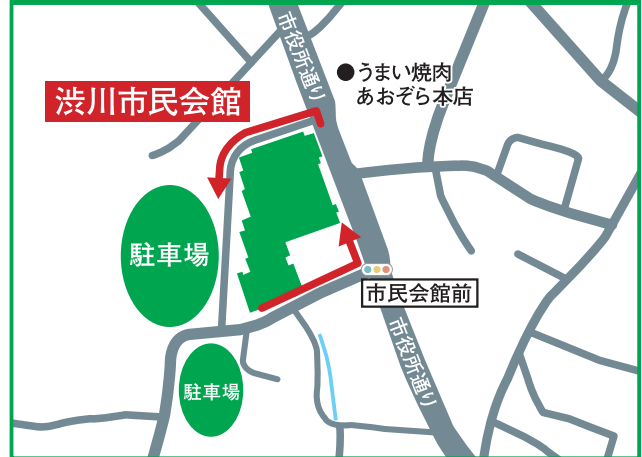 市役所通り
●うまい焼肉
あおぞら本店
渋川市民会館
駐車場
市民会館前
市役所通り
駐車場